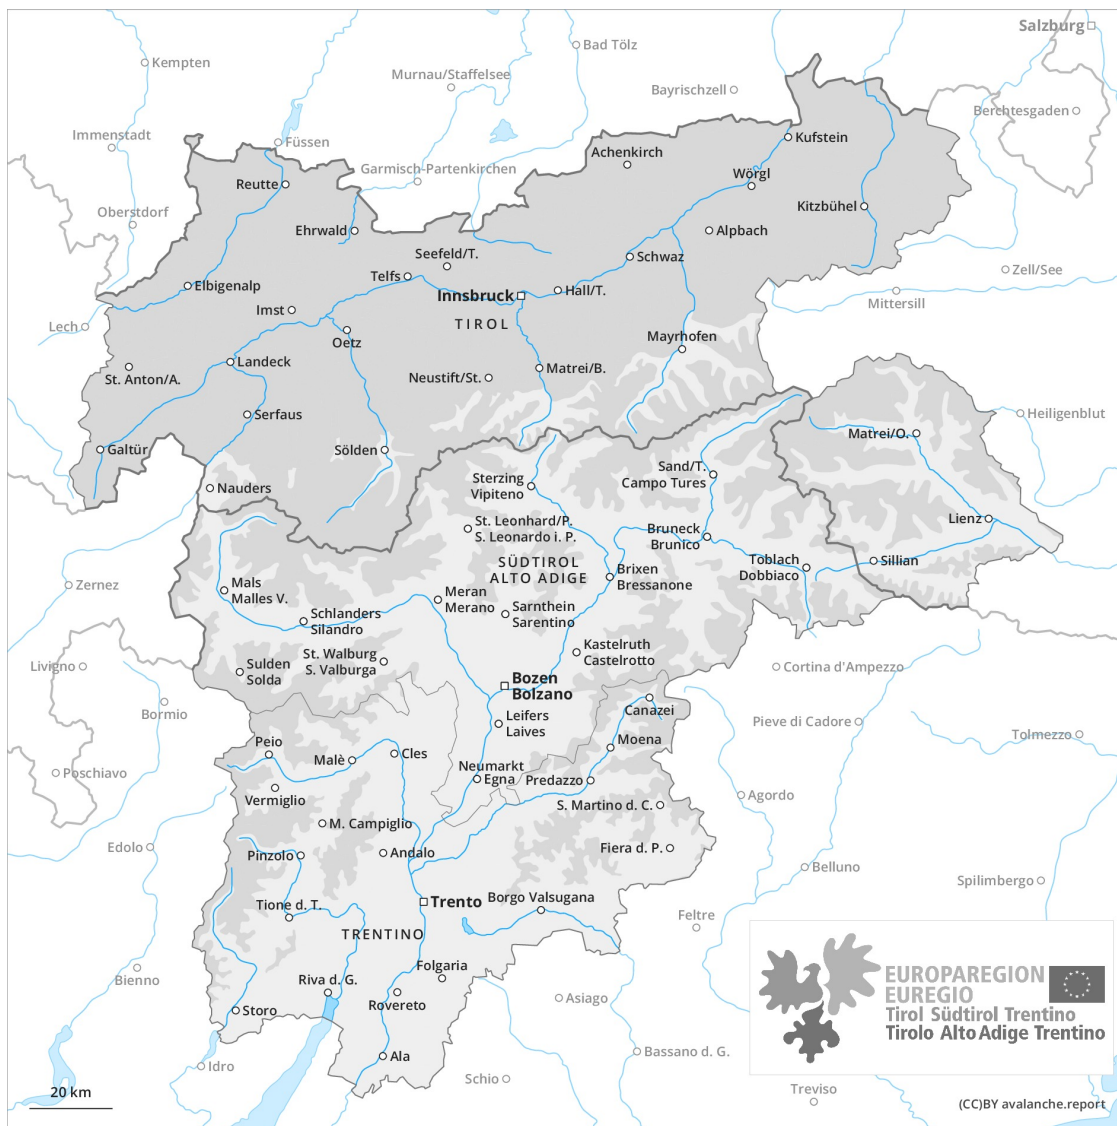 Salzburg
Bad Tölz
Kempten
Murnau/Staffelsee
Bayrischzell
Berchtesgaden
Immenstadt
Füssen
Kufstein
Achenkirch
Garmisch-Partenkirchen
Wörgl
Reutte
Kitzbühel
Oberstdorf
Ehrwald
Alpbach
Seefeld/T.
Schwaz
Telfs
Zell/See
Elbigenalp
Innsbruck
Hall/T.
Mittersill
Imst
TIROL
Lech
Oetz
Mayrhofen
Landeck
Matrei/B.
St. Anton/A.
Neustift/St.
Serfaus
Heiligenblut
Matrei/O.
Galtür
Sölden
Sand/T.
Campo Tures
Sterzing
Vipiteno
Nauders
St. Leonhard/P.
S. Leonardo i. P.
Lienz
Bruneck
Brunico
SÜDTIROL
ALTO ADIGE
Toblach
Dobbiaco
Sillian
Brixen
Bressanone
Zernez
Mals
Malles V.
Meran
Merano
Sarnthein
Sarentino
Schlanders
Silandro
Kastelruth
Castelrotto
St. Walburg
S. Valburga
Livigno
Sulden
Solda
Cortina d'Ampezzo
Bozen
Bolzano
Bormio
Canazei
Leifers
Laives
Pieve di Cadore
Tolmezzo
Moena
Peio
Cles
Malè
Neumarkt
Egna
Poschiavo
Predazzo
Vermiglio
Agordo
S. Martino d. C.
M. Campiglio
Edolo
Pinzolo
Andalo
Fiera d. P.
Belluno
Spilimbergo
Trento
Borgo Valsugana
Tione d. T.
Feltre
TRENTINO
Folgaria
Bienno
Riva d. G.
Rovereto
Asiago
Storo
EUROPAREGION
EUREGIO
Tirol Südtirol Trentino
Tirolo Alto Adige Trentino
Ala
Bassano d. G.
Idro
Schio
Treviso
20 km
(CC)BY avalanche.report